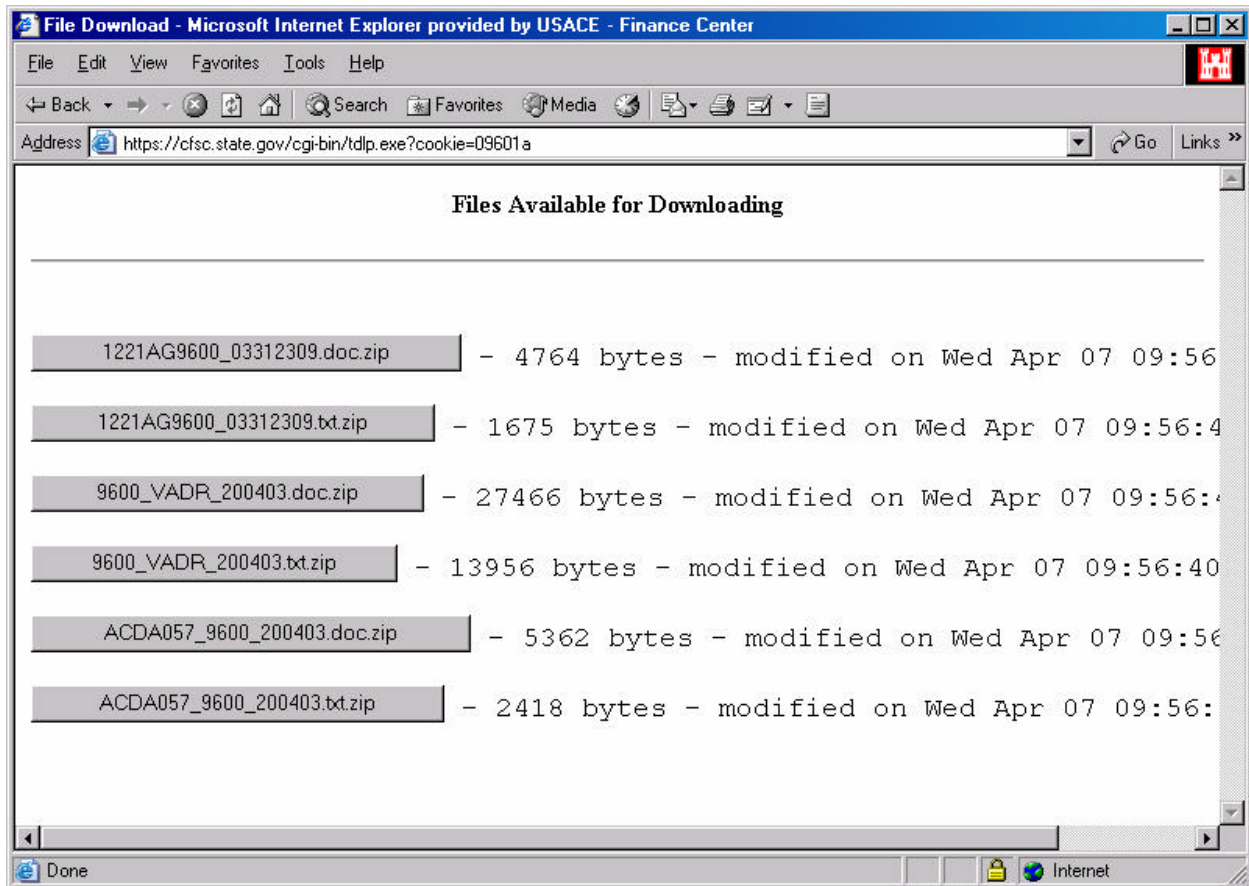 File Download - Microsoft Internet Explorer provided by USACE - Finance Center
File Edit View Favorites Tools Help
Back Search Favorites Media
Address https://cfsc.state.gov/cgi-bin/tdlp.exe?cookie=09601a Go Links »
Files Available for Downloading
1221AG9600_03312309.doc.zip - 4764 bytes - modified on Wed Apr 07 09:56
1221AG9600_03312309.txt.zip - 1675 bytes - modified on Wed Apr 07 09:56:4
9600_VADR_200403.doc.zip - 27466 bytes - modified on Wed Apr 07 09:56:
9600_VADR_200403.txt.zip - 13956 bytes - modified on Wed Apr 07 09:56:40
ACDA057_9600_200403.doc.zip - 5362 bytes - modified on Wed Apr 07 09:56
ACDA057_9600_200403.txt.zip - 2418 bytes - modified on Wed Apr 07 09:56:
Done Internet